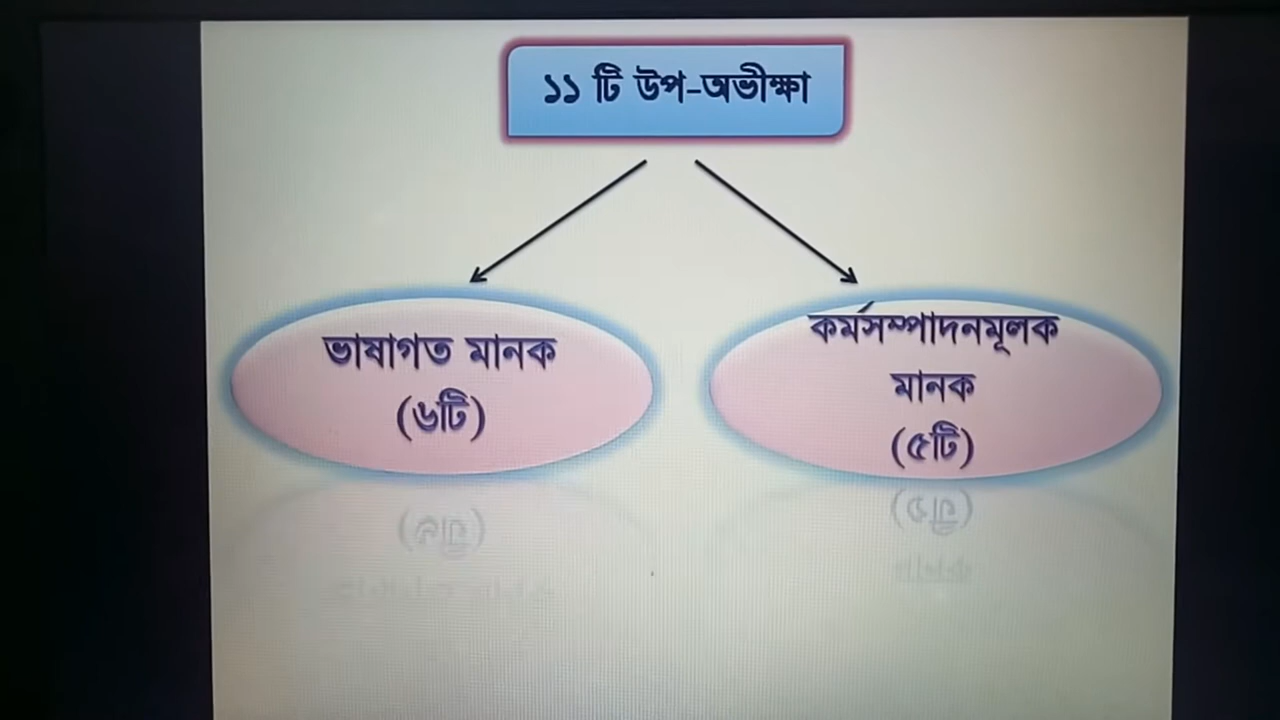 ১১ টি উপ-অভীক্ষা
ভাষাগত মানক
(৬টি)
কর্মসম্পাদনমূলক
মানক
(৫টি)